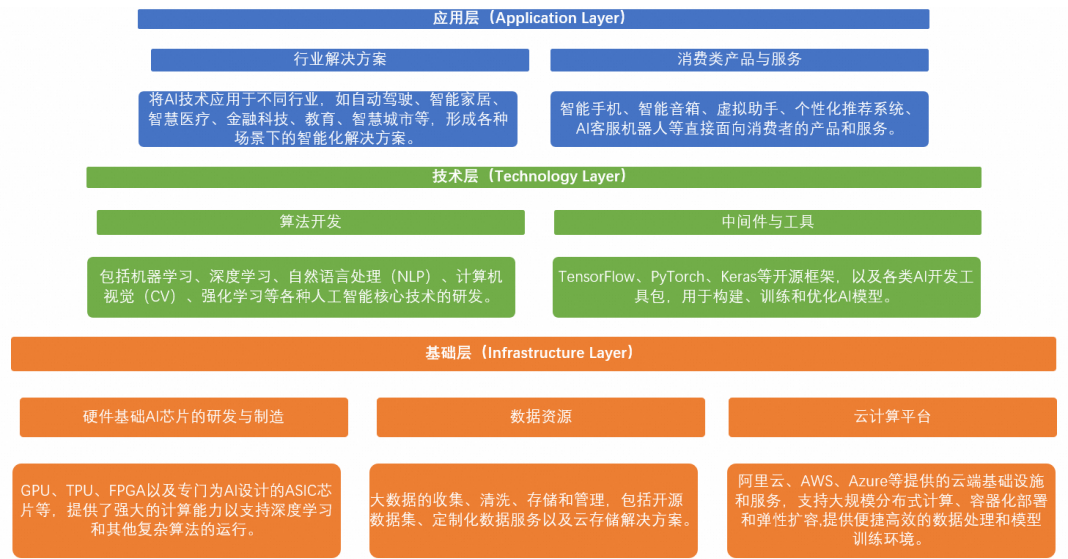 应用层（Application Layer）
行业解决方案
消费类产品与服务
将AI技术应用于不同行业，如自动驾驶、智能家居、
智慧医疗、金融科技、教育、智慧城市等，形成各种
场景下的智能化解决方案。
智能手机、智能音箱、虚拟助手、个性化推荐系统、
AI客服机器人等直接面向消费者的产品和服务。
技术层（Technology Layer）
算法开发
中间件与工具
包括机器学习、深度学习、自然语言处理（NLP）、计算机
视觉（CV）、强化学习等各种人工智能核心技术的研发。
TensorFlow、PyTorch、Keras等开源框架，以及各类AI开发工
具包，用于构建、训练和优化AI模型。
基础层（Infrastructure Layer）
硬件基础AI芯片的研发与制造
数据资源
云计算平台
GPU、TPU、FPGA以及专门为AI设计的ASIC芯
片等，提供了强大的计算能力以支持深度学习
和其他复杂算法的运行。
大数据的收集、清洗、存储和管理，包括开源
数据集、定制化数据服务以及云存储解决方案。
阿里云、AWS、Azure等提供的云端基础设施
和服务，支持大规模分布式计算、容器化部署
和弹性扩容,提供便捷高效的数据处理和模型
训练环境。